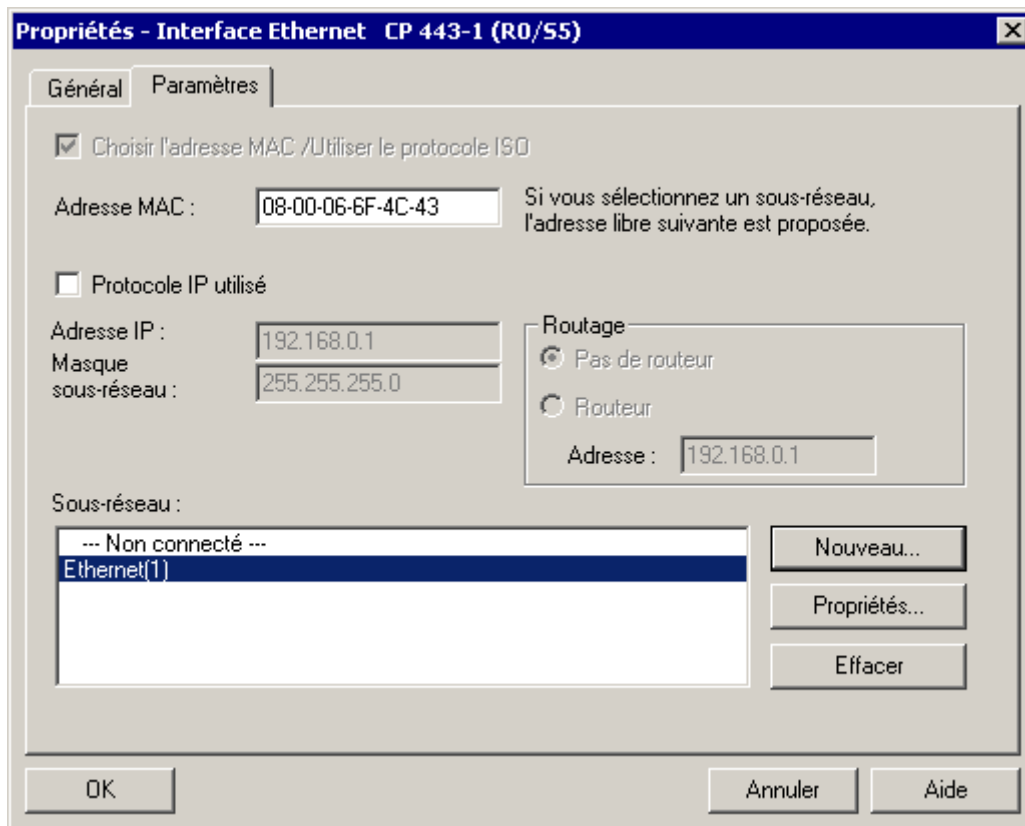 Propriétés - Interface Ethernet   CP 443-1 (R0/S5)
Général
Paramètres
Choisir l'adresse MAC /Utiliser le protocole ISO
Adresse MAC :
08-00-06-6F-4C-43
Si vous sélectionnez un sous-réseau,
l'adresse libre suivante est proposée.
Protocole IP utilisé
Adresse IP :
192.168.0.1
Masque
sous-réseau :
255.255.255.0
Routage
Pas de routeur
Routeur
Adresse :
192.168.0.1
Sous-réseau :
--- Non connecté ---
Ethernet(1)
Nouveau...
Propriétés...
Effacer
OK
Annuler
Aide